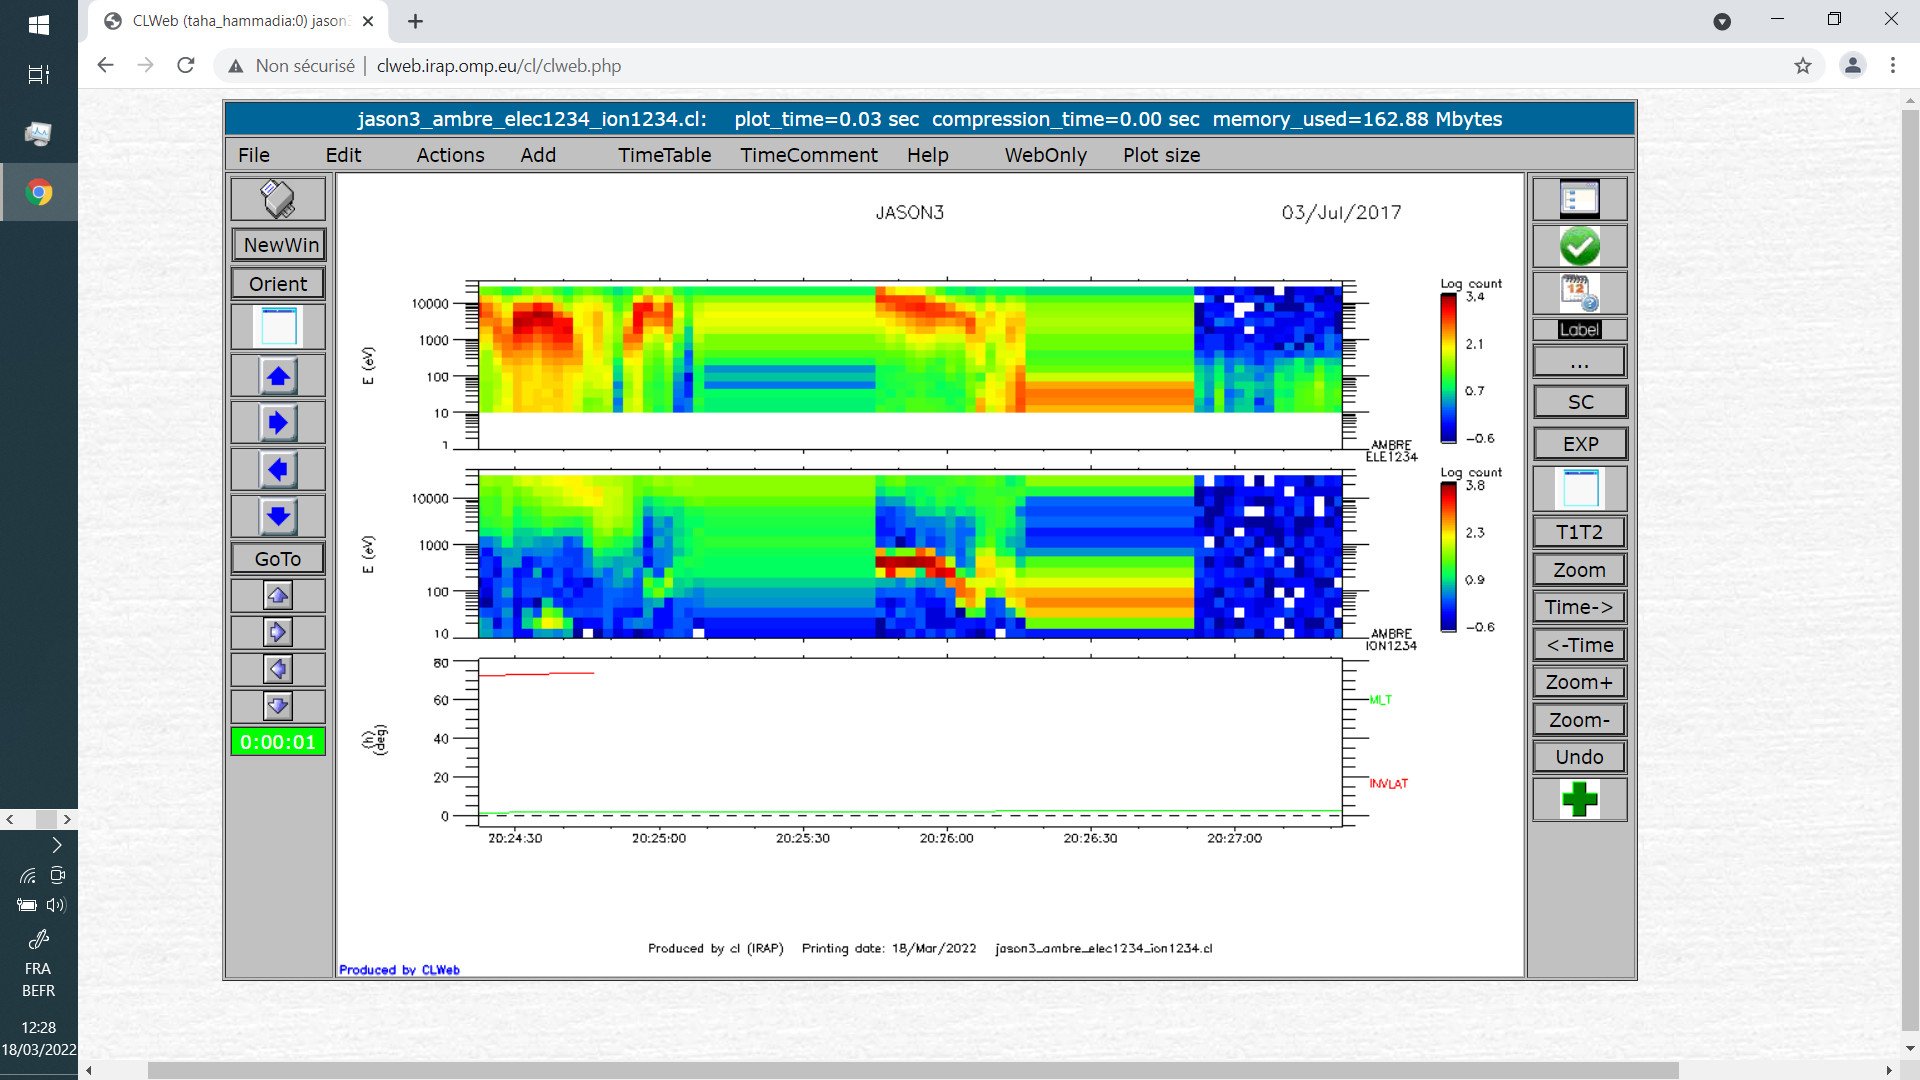 CLWeb (taha_hammadia:0) jason3
Non sécurisé | clweb.irap.omp.eu/cl/clweb.php
jason3_ambre_elec1234_ion1234.cl: plot_time=0.03 sec compression_time=0.00 sec memory_used=162.88 Mbytes
File Edit Actions Add TimeTable TimeComment Help WebOnly Plot size
NewWin
Orient
GoTo
0:00:01
JASON3 03/Jul/2017
10000
1000
100
10
1
E (eV)
Log count
3.4
2.1
0.7
-0.6
AMBRE
ELE1234
10000
1000
100
10
E (eV)
Log count
3.8
2.3
0.9
-0.6
AMBRE
ION1234
80
60
40
20
0
(h)
(deg)
MLT
INVLAT
20:24:30 20:25:00 20:25:30 20:26:00 20:26:30 20:27:00
Produced by cl (IRAP) Printing date: 18/Mar/2022 jason3_ambre_elec1234_ion1234.cl
Produced by CLWeb
12
Label
...
SC
EXP
T1T2
Zoom
Time->
<-Time
Zoom+
Zoom-
Undo
FRA
BEFR
12:28
18/03/2022